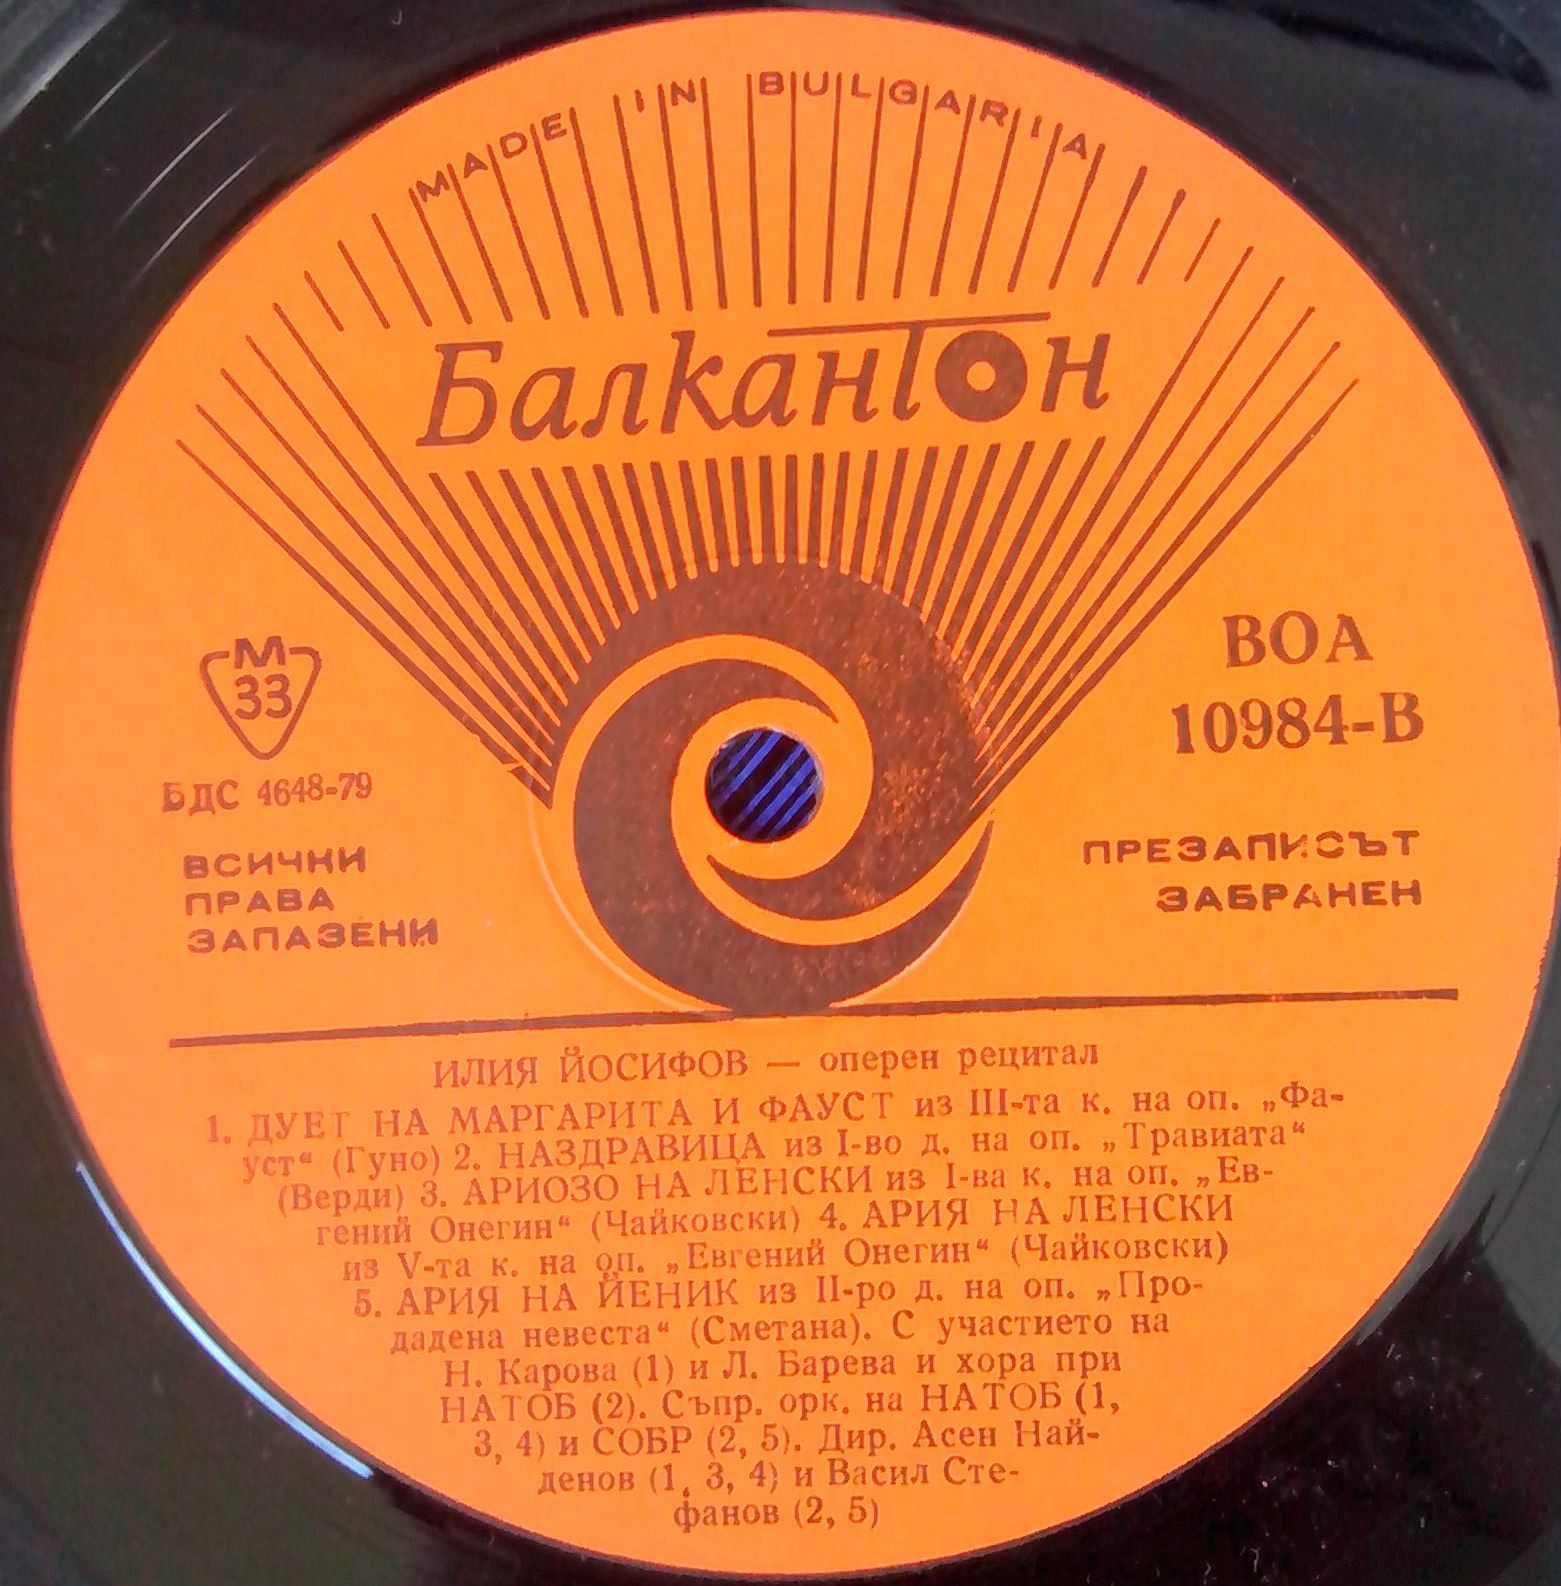 MADE IN BULGARIA
Балкантон
М
33
БДС 4648-79
ВСИЧКИ
ПРАВА
ЗАПАЗЕНИ
ВОА
10984-В
ПРЕЗАПИСЪТ
ЗАБРАНЕН
ИЛИЯ ЙОСИФОВ — оперен рецитал
1. ДУЕТ НА МАРГАРИТА И ФАУСТ из III-та к. на оп. „Фа-
уст“ (Гуно) 2. НАЗДРАВИЦА из I-во д. на оп. „Травиата“
(Верди) 3. АРИОЗО НА ЛЕНСКИ из I-ва к. на оп. „Ев-
гений Онегин“ (Чайковски) 4. АРИЯ НА ЛЕНСКИ
из V-та к. на оп. „Евгений Онегин“ (Чайковски)
5. АРИЯ НА ЙЕНИК из II-ро д. на оп. „Про-
дадена невеста“ (Сметана). С участието на
Н. Карова (1) и Л. Барева и хора при
НАТОБ (2). Съпр. орк. на НАТОБ (1,
3, 4) и СОБР (2, 5). Дир. Асен Най-
денов (1, 3, 4) и Васил Сте-
фанов (2, 5)